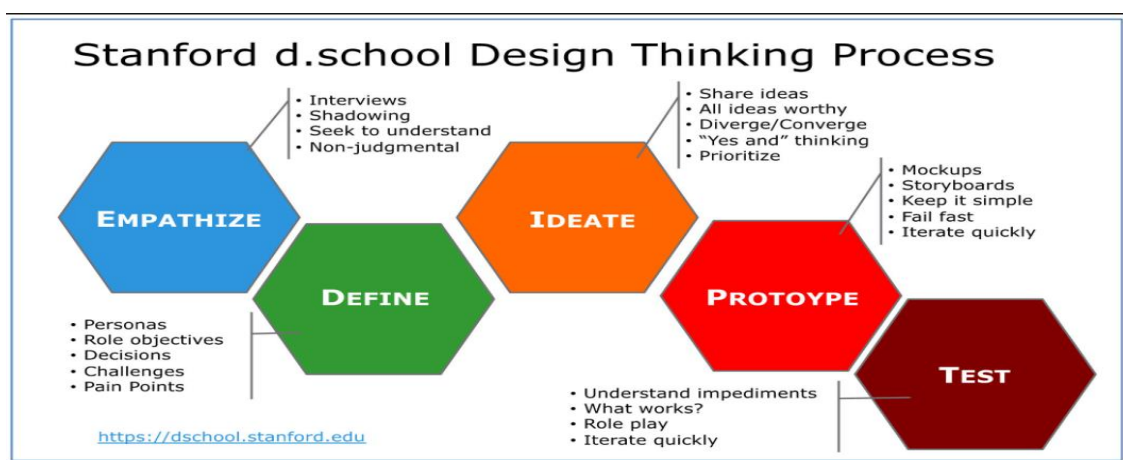 Stanford d.school Design Thinking Process
• Interviews
• Shadowing
• Seek to understand
• Non-judgmental
EMPATHIZE
• Personas
• Role objectives
• Decisions
• Challenges
• Pain Points
DEFINE
• Share ideas
• All ideas worthy
• Diverge/Converge
• “Yes and” thinking
• Prioritize
IDEATE
• Mockups
• Storyboards
• Keep it simple
• Fail fast
• Iterate quickly
PROTOYPE
• Understand impediments
• What works?
• Role play
• Iterate quickly
TEST
https://dschool.stanford.edu